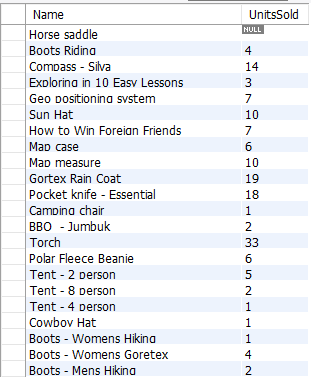 Name UnitsSold
Horse saddle NULL
Boots Riding 4
Compass - Silva 14
Exploring in 10 Easy Lessons 3
Geo positioning system 7
Sun Hat 10
How to Win Foreign Friends 7
Map case 6
Map measure 10
Gortex Rain Coat 19
Pocket knife - Essential 18
Camping chair 1
BBQ - Jumbuk 2
Torch 33
Polar Fleece Beanie 6
Tent - 2 person 5
Tent - 8 person 2
Tent - 4 person 1
Cowboy Hat 1
Boots - Womens Hiking 1
Boots - Womens Goretex 4
Boots - Mens Hiking 2